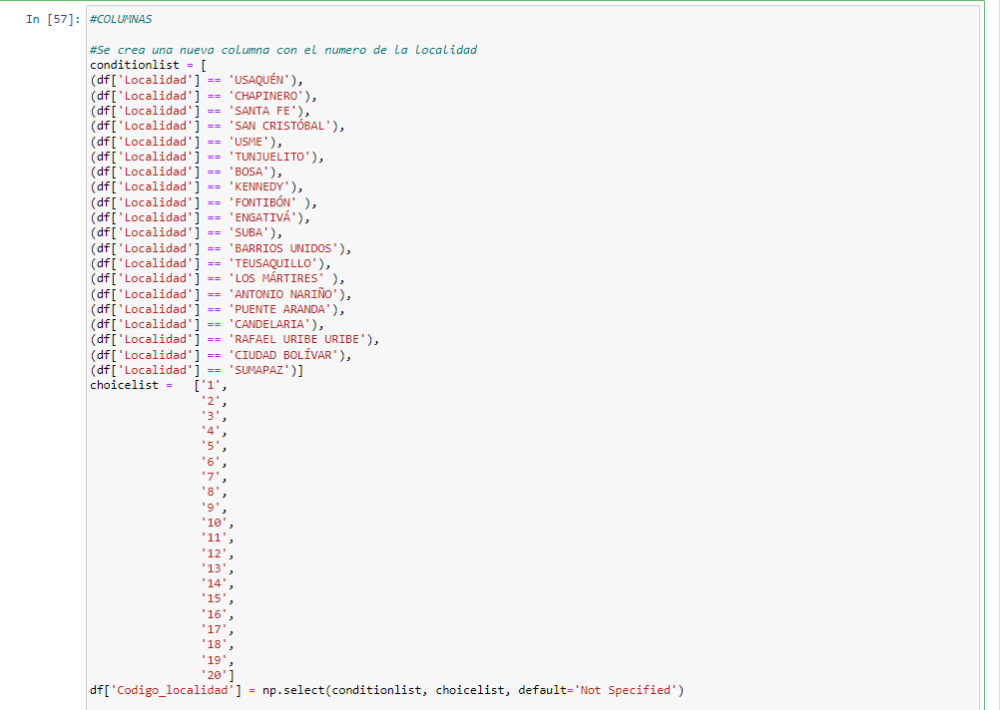 In [57]: #COLUMNAS
#Se crea una nueva columna con el numero de la localidad
conditionlist = [
(df['Localidad'] == 'USAQUÉN'),
(df['Localidad'] == 'CHAPINERO'),
(df['Localidad'] == 'SANTA FE'),
(df['Localidad'] == 'SAN CRISTÓBAL'),
(df['Localidad'] == 'USME'),
(df['Localidad'] == 'TUNJUELITO'),
(df['Localidad'] == 'BOSA'),
(df['Localidad'] == 'KENNEDY'),
(df['Localidad'] == 'FONTIBÓN' ),
(df['Localidad'] == 'ENGATIVÁ'),
(df['Localidad'] == 'SUBA'),
(df['Localidad'] == 'BARRIOS UNIDOS'),
(df['Localidad'] == 'TEUSAQUILLO'),
(df['Localidad'] == 'LOS MÁRTIRES' ),
(df['Localidad'] == 'ANTONIO NARIÑO'),
(df['Localidad'] == 'PUENTE ARANDA'),
(df['Localidad'] == 'CANDELARIA'),
(df['Localidad'] == 'RAFAEL URIBE URIBE'),
(df['Localidad'] == 'CIUDAD BOLÍVAR'),
(df['Localidad'] == 'SUMAPAZ')]
choicelist =   ['1',
'2',
'3',
'4',
'5',
'6',
'7',
'8',
'9',
'10',
'11',
'12',
'13',
'14',
'15',
'16',
'17',
'18',
'19',
'20']
df['Codigo_localidad'] = np.select(conditionlist, choicelist, default='Not Specified')